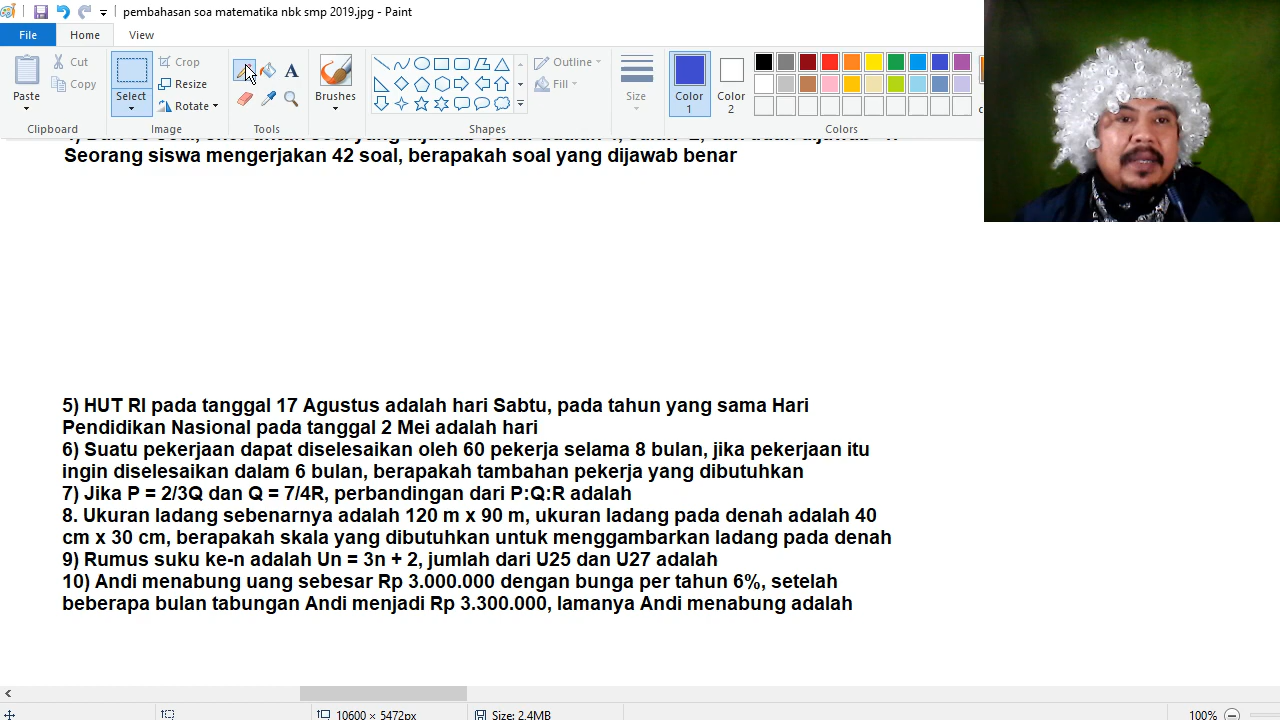 pembahasan soa matematika nbk smp 2019.jpg - Paint
File Home View
Paste
Cut
Copy
Clipboard
Select
Crop
Resize
Rotate
Image
A
Tools
Brushes
Shapes
Outline
Fill
Size
Color 1
Color 2
Colors
Seorang siswa mengerjakan 42 soal, berapakah soal yang dijawab benar
5) HUT RI pada tanggal 17 Agustus adalah hari Sabtu, pada tahun yang sama Hari
Pendidikan Nasional pada tanggal 2 Mei adalah hari
6) Suatu pekerjaan dapat diselesaikan oleh 60 pekerja selama 8 bulan, jika pekerjaan itu
ingin diselesaikan dalam 6 bulan, berapakah tambahan pekerja yang dibutuhkan
7) Jika P = 2/3Q dan Q = 7/4R, perbandingan dari P:Q:R adalah
8. Ukuran ladang sebenarnya adalah 120 m x 90 m, ukuran ladang pada denah adalah 40
cm x 30 cm, berapakah skala yang dibutuhkan untuk menggambarkan ladang pada denah
9) Rumus suku ke-n adalah Un = 3n + 2, jumlah dari U25 dan U27 adalah
10) Andi menabung uang sebesar Rp 3.000.000 dengan bunga per tahun 6%, setelah
beberapa bulan tabungan Andi menjadi Rp 3.300.000, lamanya Andi menabung adalah
10600 × 5472px
Size: 2.4MB
100%